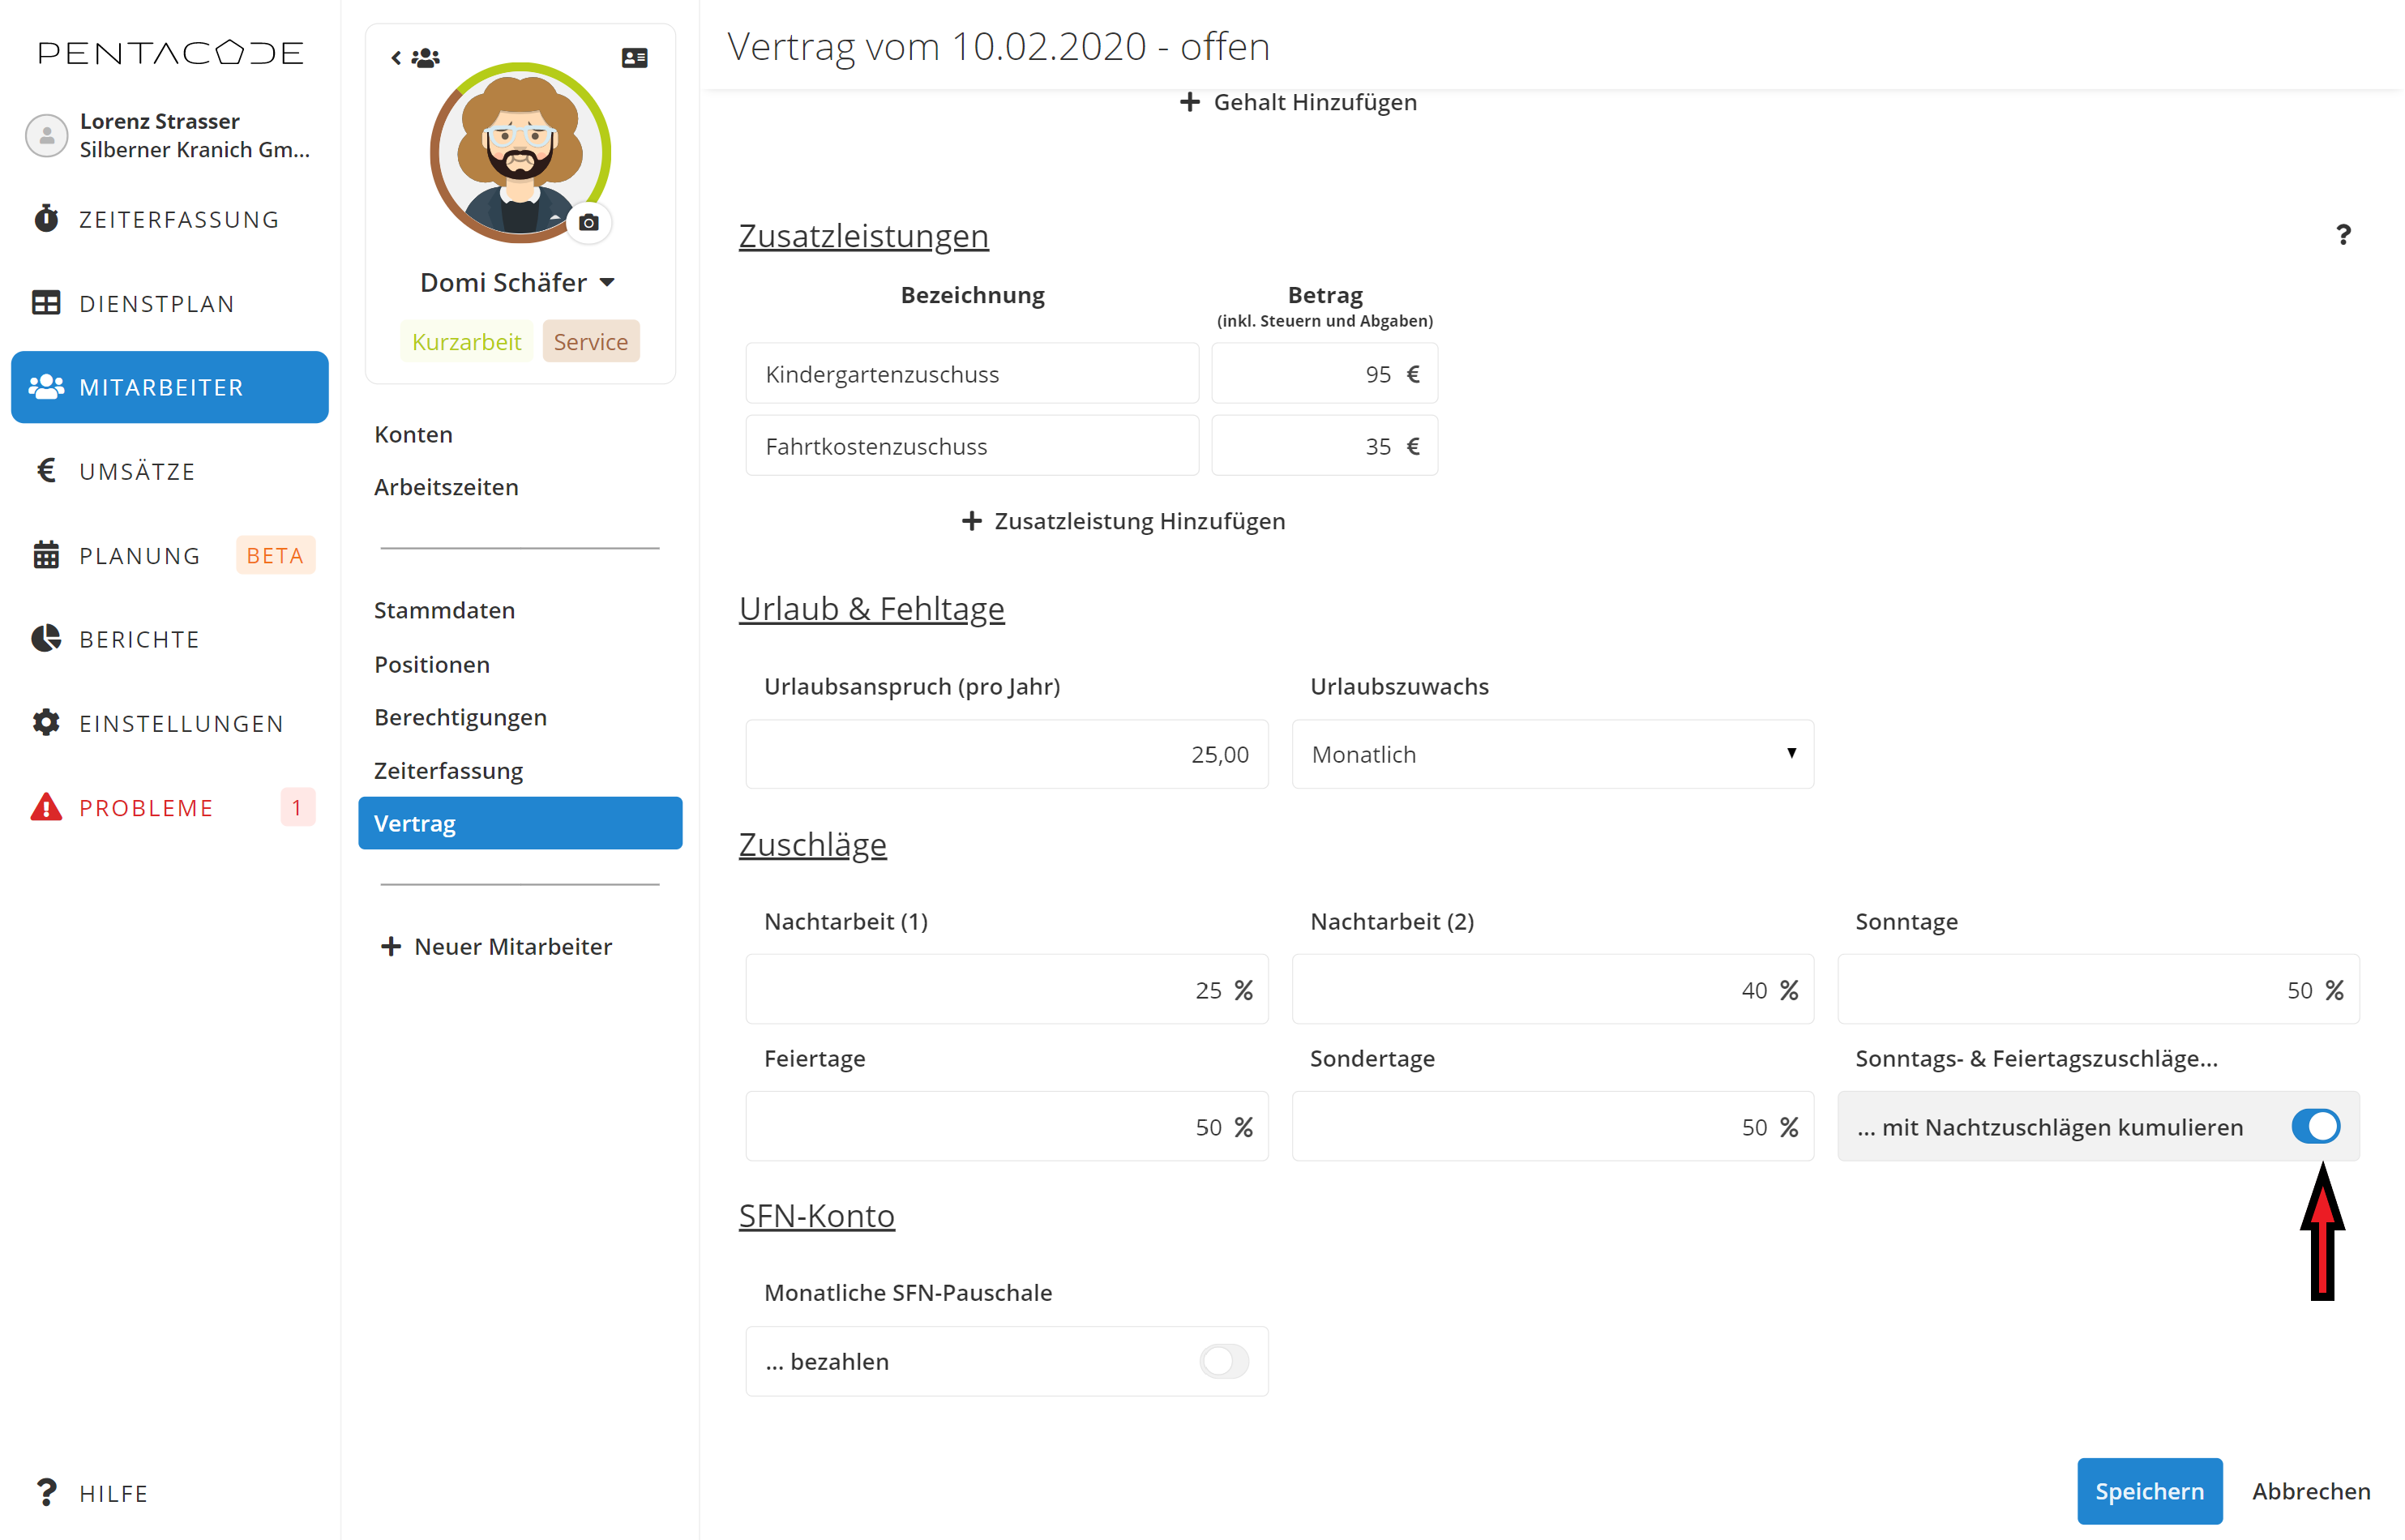 PENTACODE
Lorenz Strasser
Silberner Kranich Gm...
ZEITERFASSUNG
DIENSTPLAN
MITARBEITER
UMSÄTZE
PLANUNG BETA
BERICHTE
EINSTELLUNGEN
PROBLEME 1
HILFE
Domi Schäfer
Kurzarbeit Service
Konten
Arbeitszeiten
Stammdaten
Positionen
Berechtigungen
Zeiterfassung
Vertrag
+ Neuer Mitarbeiter
Vertrag vom 10.02.2020 - offen
+ Gehalt Hinzufügen
Zusatzleistungen ?
Bezeichnung Betrag
(inkl. Steuern und Abgaben)
Kindergartenzuschuss 95 €
Fahrtkostenzuschuss 35 €
+ Zusatzleistung Hinzufügen
Urlaub & Fehltage
Urlaubsanspruch (pro Jahr) Urlaubszuwachs
25,00 Monatlich
Zuschläge
Nachtarbeit (1) Nachtarbeit (2) Sonntage
25 % 40 % 50 %
Feiertage Sondertage Sonntags- & Feiertagszuschläge...
50 % 50 % ... mit Nachtzuschlägen kumulieren
SFN-Konto
Monatliche SFN-Pauschale
... bezahlen
Speichern Abbrechen